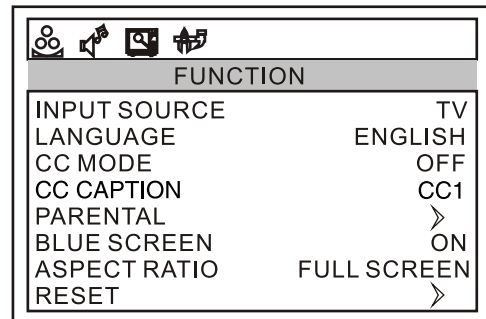 FUNCTION
INPUT SOURCE TV
LANGUAGE ENGLISH
CC MODE OFF
CC CAPTION CC1
PARENTAL
BLUE SCREEN ON
ASPECT RATIO FULL SCREEN
RESET